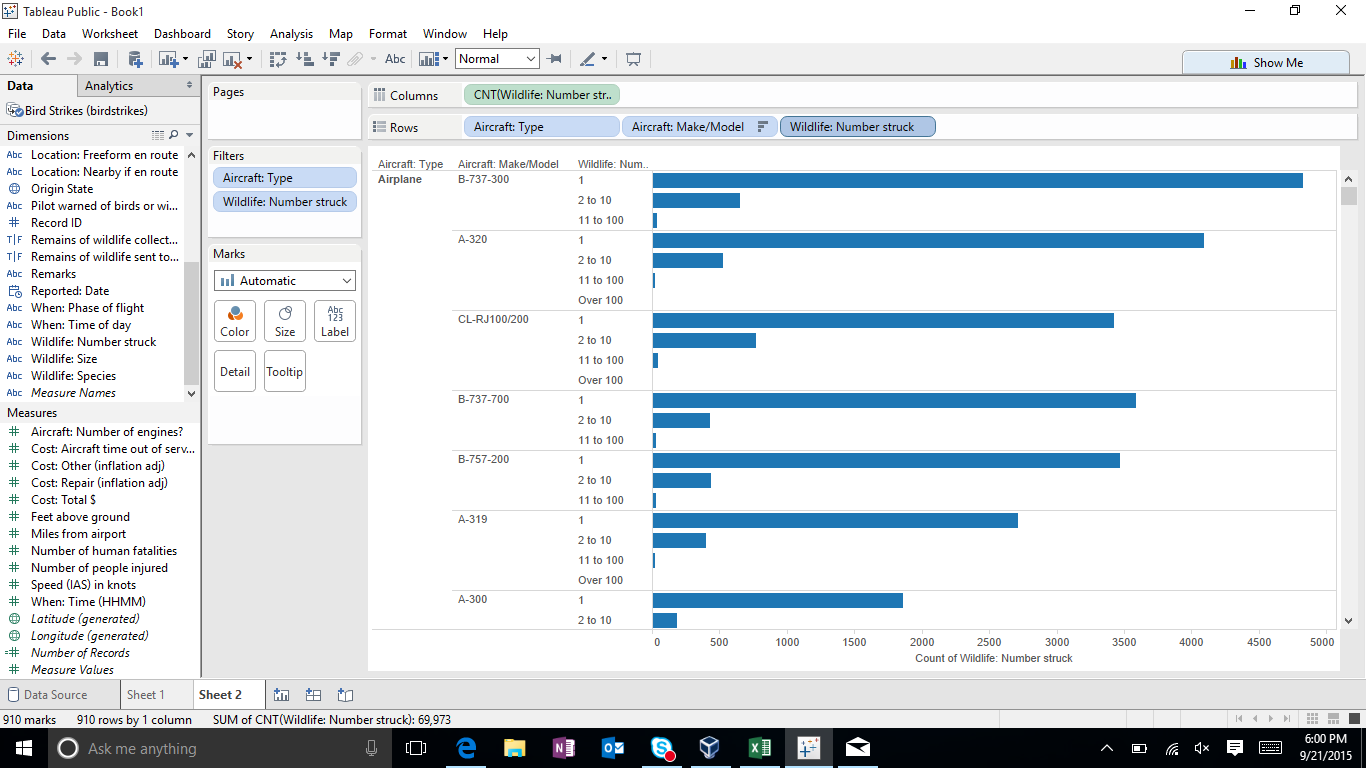 Tableau Public - Book1
File Data Worksheet Dashboard Story Analysis Map Format Window Help
Abc Normal Show Me
Data Analytics
Bird Strikes (birdstrikes)
Dimensions
Abc Location: Freeform en route
Abc Location: Nearby if en route
Origin State
Abc Pilot warned of birds or wi...
# Record ID
T|F Remains of wildlife collect...
T|F Remains of wildlife sent to...
Abc Remarks
Reported: Date
Abc When: Phase of flight
Abc When: Time of day
Abc Wildlife: Number struck
Abc Wildlife: Size
Abc Wildlife: Species
Abc Measure Names
Measures
# Aircraft: Number of engines?
# Cost: Aircraft time out of serv...
# Cost: Other (inflation adj)
# Cost: Repair (inflation adj)
# Cost: Total $
# Feet above ground
# Miles from airport
# Number of human fatalities
# Number of people injured
# Speed (IAS) in knots
# When: Time (HHMM)
Latitude (generated)
Longitude (generated)
=# Number of Records
# Measure Values
Pages
Filters
Aircraft: Type
Wildlife: Number struck
Marks
Automatic
Color Size Abc 123 Label
Detail Tooltip
Columns CNT(Wildlife: Number str..
Rows Aircraft: Type Aircraft: Make/Model Wildlife: Number struck
Aircraft: Type Aircraft: Make/Model Wildlife: Num..
Airplane B-737-300 1
2 to 10
11 to 100
A-320 1
2 to 10
11 to 100
Over 100
CL-RJ100/200 1
2 to 10
11 to 100
Over 100
B-737-700 1
2 to 10
11 to 100
B-757-200 1
2 to 10
11 to 100
A-319 1
2 to 10
11 to 100
Over 100
A-300 1
2 to 10
0 500 1000 1500 2000 2500 3000 3500 4000 4500 5000
Count of Wildlife: Number struck
Data Source Sheet 1 Sheet 2
910 marks 910 rows by 1 column SUM of CNT(Wildlife: Number struck): 69,973
Ask me anything
6:00 PM
9/21/2015